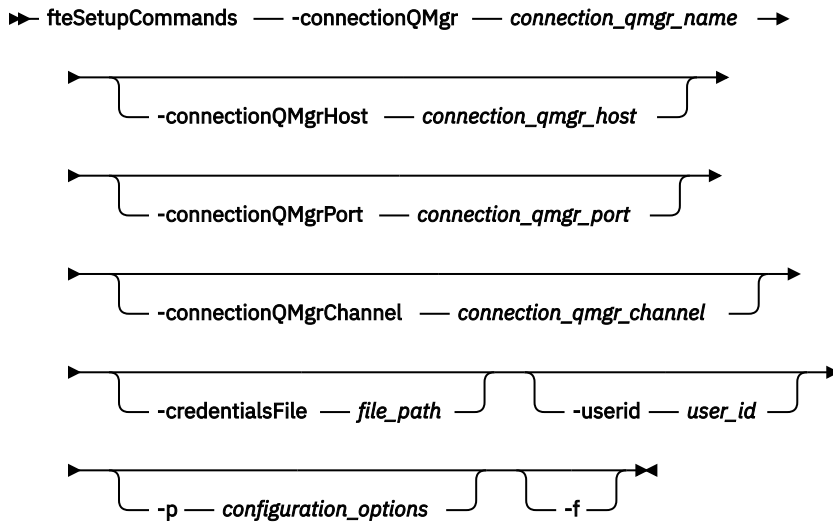 fteSetupCommands -connectionQMgr connection_qmgr_name
-connectionQMgrHost connection_qmgr_host
-connectionQMgrPort connection_qmgr_port
-connectionQMgrChannel connection_qmgr_channel
-credentialsFile file_path -userid user_id
-p configuration_options -f